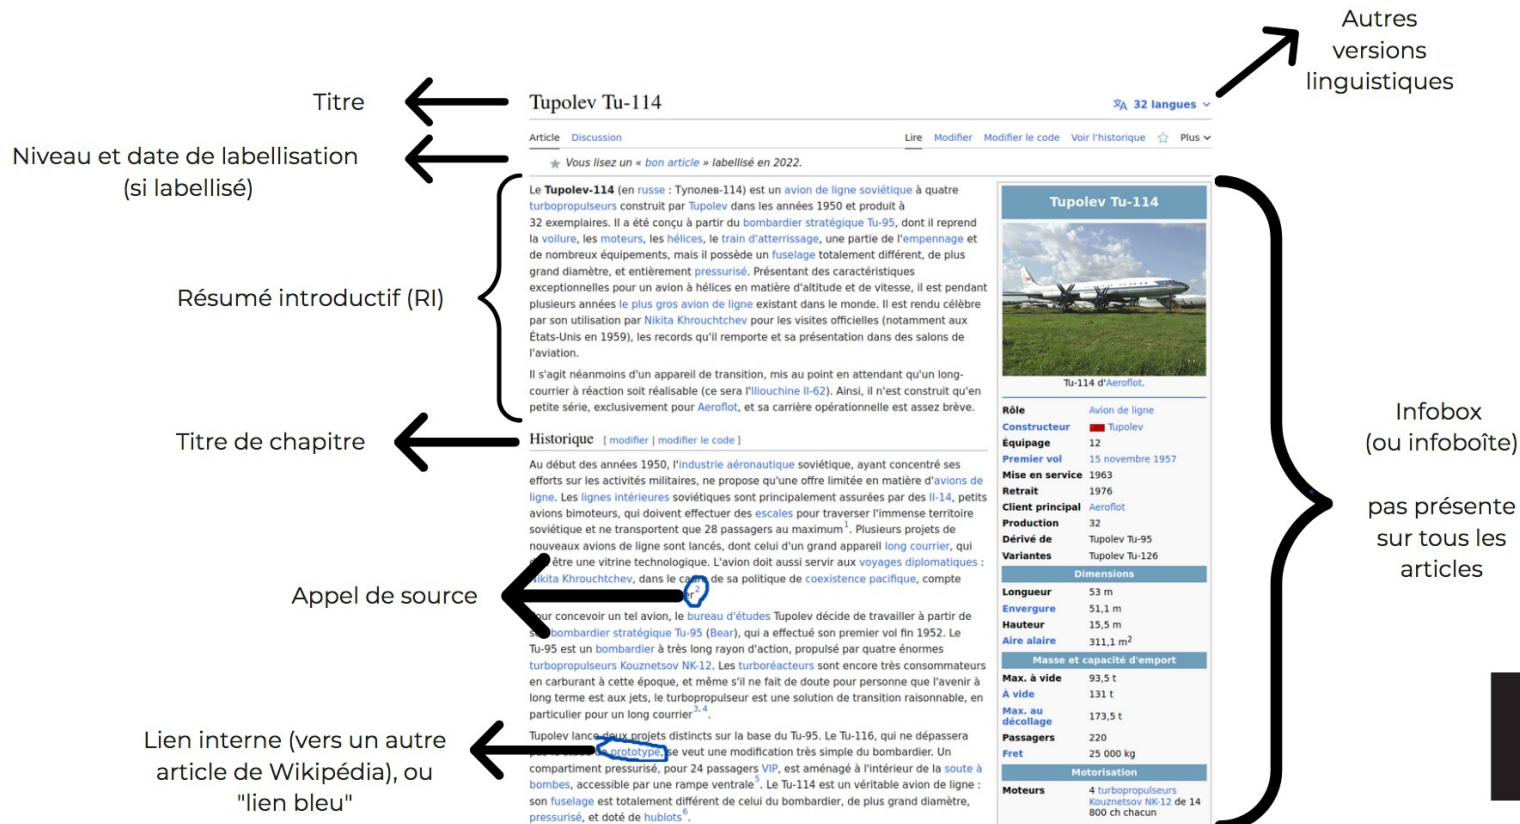 Autres
versions
linguistiques
Titre
Tupolev Tu-114
32 langues
Article Discussion
Lire Modifier Modifier le code Voir l'historique Plus
Niveau et date de labellisation
(si labellisé)
Vous lisez un « bon article » labellisé en 2022.
Résumé introductif (RI)
Le Tupolev-114 (en russe : Туполев-114) est un avion de ligne soviétique à quatre
turbopropulseurs construit par Tupolev dans les années 1950 et produit à
32 exemplaires. Il a été conçu à partir du bombardier stratégique Tu-95, dont il reprend
la voilure, les moteurs, les hélices, le train d'atterrissage, une partie de l'empennage et
de nombreux équipements, mais il possède un fuselage totalement différent, de plus
grand diamètre, et entièrement pressurisé. Présentant des caractéristiques
exceptionnelles pour un avion à hélices en matière d'altitude et de vitesse, il est pendant
plusieurs années le plus gros avion de ligne existant dans le monde. Il est rendu célèbre
par son utilisation par Nikita Khrouchtchev pour les visites officielles (notamment aux
États-Unis en 1959), les records qu'il remporte et sa présentation dans des salons de
l'aviation.
Il s'agit néanmoins d'un appareil de transition, mis au point en attendant qu'un long-
courrier à réaction soit réalisable (ce sera l'Iliouchine Il-62). Ainsi, il n'est construit qu'en
petite série, exclusivement pour Aeroflot, et sa carrière opérationnelle est assez brève.
Titre de chapitre
Historique [ modifier | modifier le code ]
Au début des années 1950, l'industrie aéronautique soviétique, ayant concentré ses
efforts sur les activités militaires, ne propose qu'une offre limitée en matière d'avions de
ligne. Les lignes intérieures soviétiques sont principalement assurées par des Il-14, petits
avions bimoteurs, qui doivent effectuer des escales pour traverser l'immense territoire
soviétique et ne transportent que 28 passagers au maximum1. Plusieurs projets de
nouveaux avions de ligne sont lancés, dont celui d'un grand appareil long courrier, qui
être une vitrine technologique. L'avion doit aussi servir aux voyages diplomatiques :
Nikita Khrouchtchev, dans le cadre de sa politique de coexistence pacifique, compte
er2
Appel de source
Pour concevoir un tel avion, le bureau d'études Tupolev décide de travailler à partir de
bombardier stratégique Tu-95 (Bear), qui a effectué son premier vol fin 1952. Le
Tu-95 est un bombardier à très long rayon d'action, propulsé par quatre énormes
turbopropulseurs Kouznetsov NK-12. Les turboréacteurs sont encore très consommateurs
en carburant à cette époque, et même s'il ne fait de doute pour personne que l'avenir à
long terme est aux jets, le turbopropulseur est une solution de transition raisonnable, en
particulier pour un long courrier3,4.
Lien interne (vers un autre
article de Wikipédia), ou
"lien bleu"
Tupolev lance deux projets distincts sur la base du Tu-95. Le Tu-116, qui ne dépassera
prototype, se veut une modification très simple du bombardier. Un
compartiment pressurisé, pour 24 passagers VIP, est aménagé à l'intérieur de la soute à
bombes, accessible par une rampe ventrale5. Le Tu-114 est un véritable avion de ligne :
son fuselage est totalement différent de celui du bombardier, de plus grand diamètre,
pressurisé, et doté de hublots6.
Tupolev Tu-114
Tu-114 d'Aeroflot.
Rôle Avion de ligne
Constructeur Tupolev
Équipage 12
Premier vol 15 novembre 1957
Mise en service 1963
Retrait 1976
Client principal Aeroflot
Production 32
Dérivé de Tupolev Tu-95
Variantes Tupolev Tu-126
Dimensions
Longueur 53 m
Envergure 51,1 m
Hauteur 15,5 m
Aire alaire 311,1 m2
Masse et capacité d'emport
Max. à vide 93,5 t
À vide 131 t
Max. au
décollage 173,5 t
Passagers 220
Fret 25 000 kg
Motorisation
Moteurs 4 turbopropulseurs
Kouznetsov NK-12 de 14
800 ch chacun
Infobox
(ou infoboîte)
pas présente
sur tous les
articles